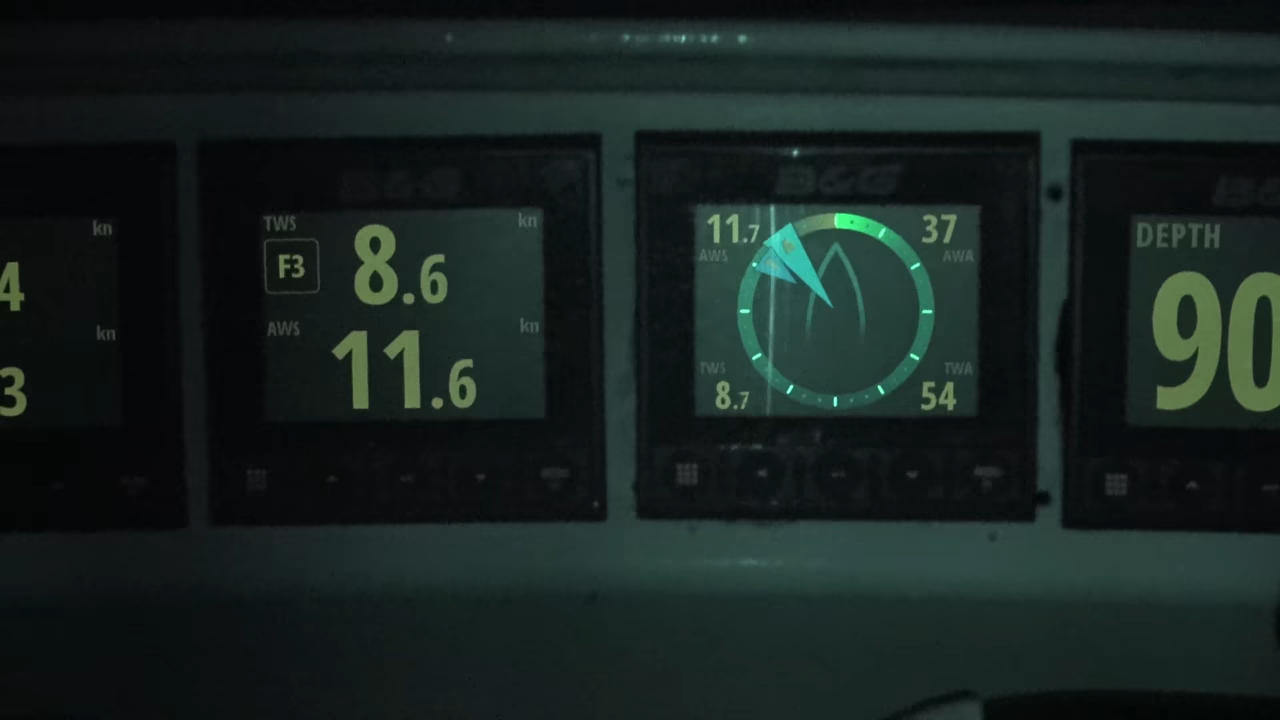 kn
4
kn
3
TWS kn
F3 8.6
AWS kn
11.6
B&G
11.7 37
AWS AWA
TWS TWA
8.7 54
DEPTH
90